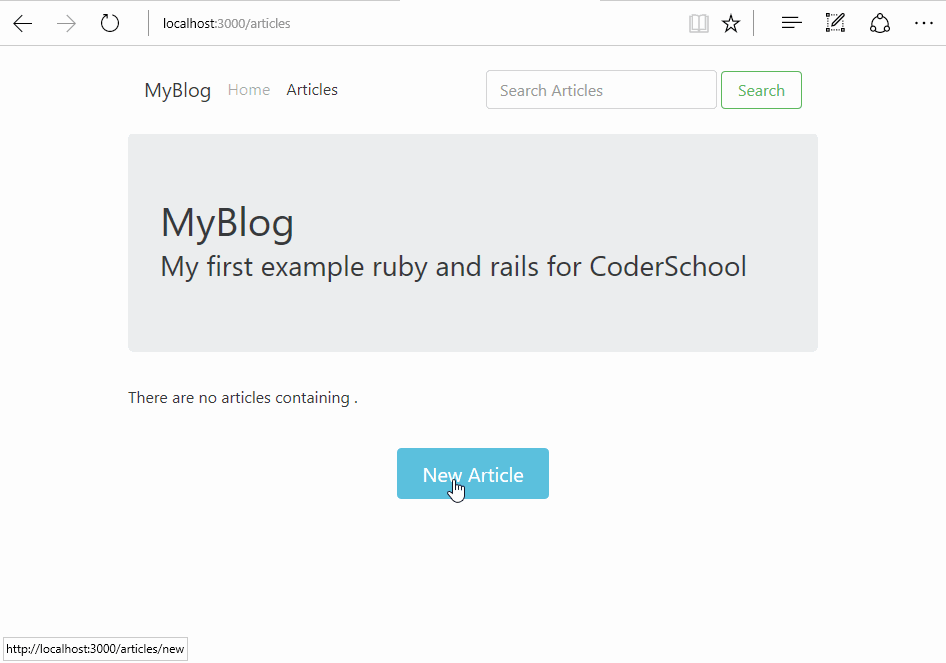 localhost:3000/articles
MyBlog Home Articles Search Articles Search
MyBlog
My first example ruby and rails for CoderSchool
There are no articles containing .
New Article
http://localhost:3000/articles/new